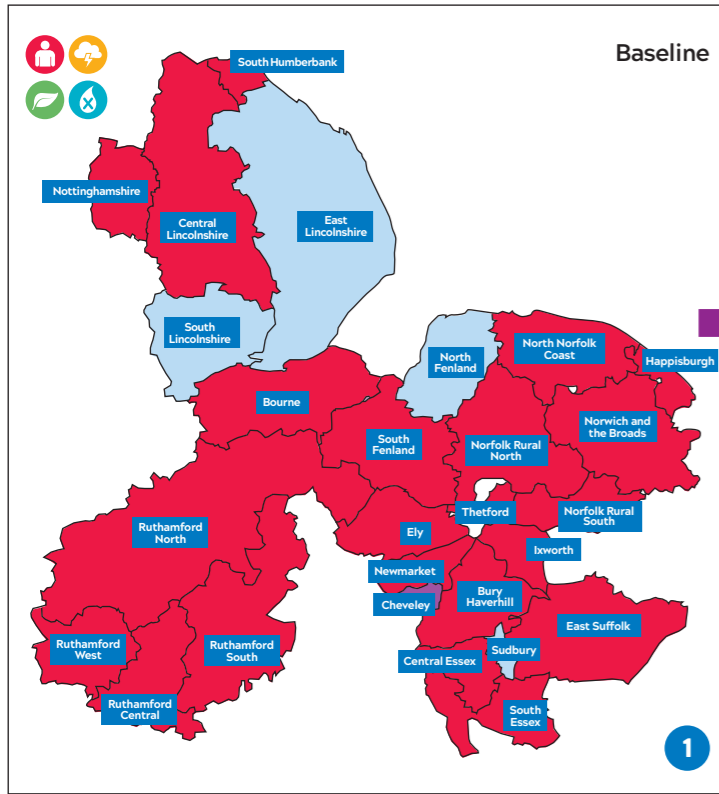 Baseline
South Humberbank
Nottinghamshire
Central
Lincolnshire
East
Lincolnshire
South
Lincolnshire
North
Fenland
North Norfolk
Coast
Happisburgh
Bourne
South
Fenland
Norfolk Rural
North
Norwich and
the Broads
Thetford
Norfolk Rural
South
Ruthamford
North
Ely
Ixworth
Newmarket
Cheveley
Bury
Haverhill
East Suffolk
Ruthamford
West
Ruthamford
South
Central Essex
Sudbury
Ruthamford
Central
South
Essex
1